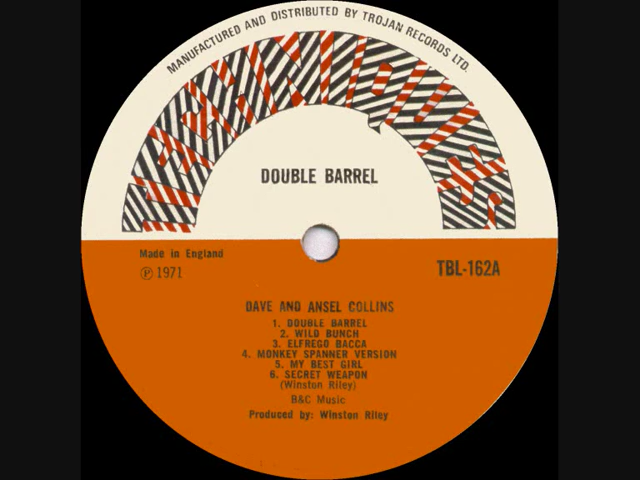 MANUFACTURED AND DISTRIBUTED BY TROJAN RECORDS LTD.
TECHNIQUES
DOUBLE BARREL
Made in England
Ⓟ 1971
TBL-162A
DAVE AND ANSEL COLLINS
1. DOUBLE BARREL
2. WILD BUNCH
3. ELFREGO BACCA
4. MONKEY SPANNER VERSION
5. MY BEST GIRL
6. SECRET WEAPON
(Winston Riley)
B&C Music
Produced by: Winston Riley